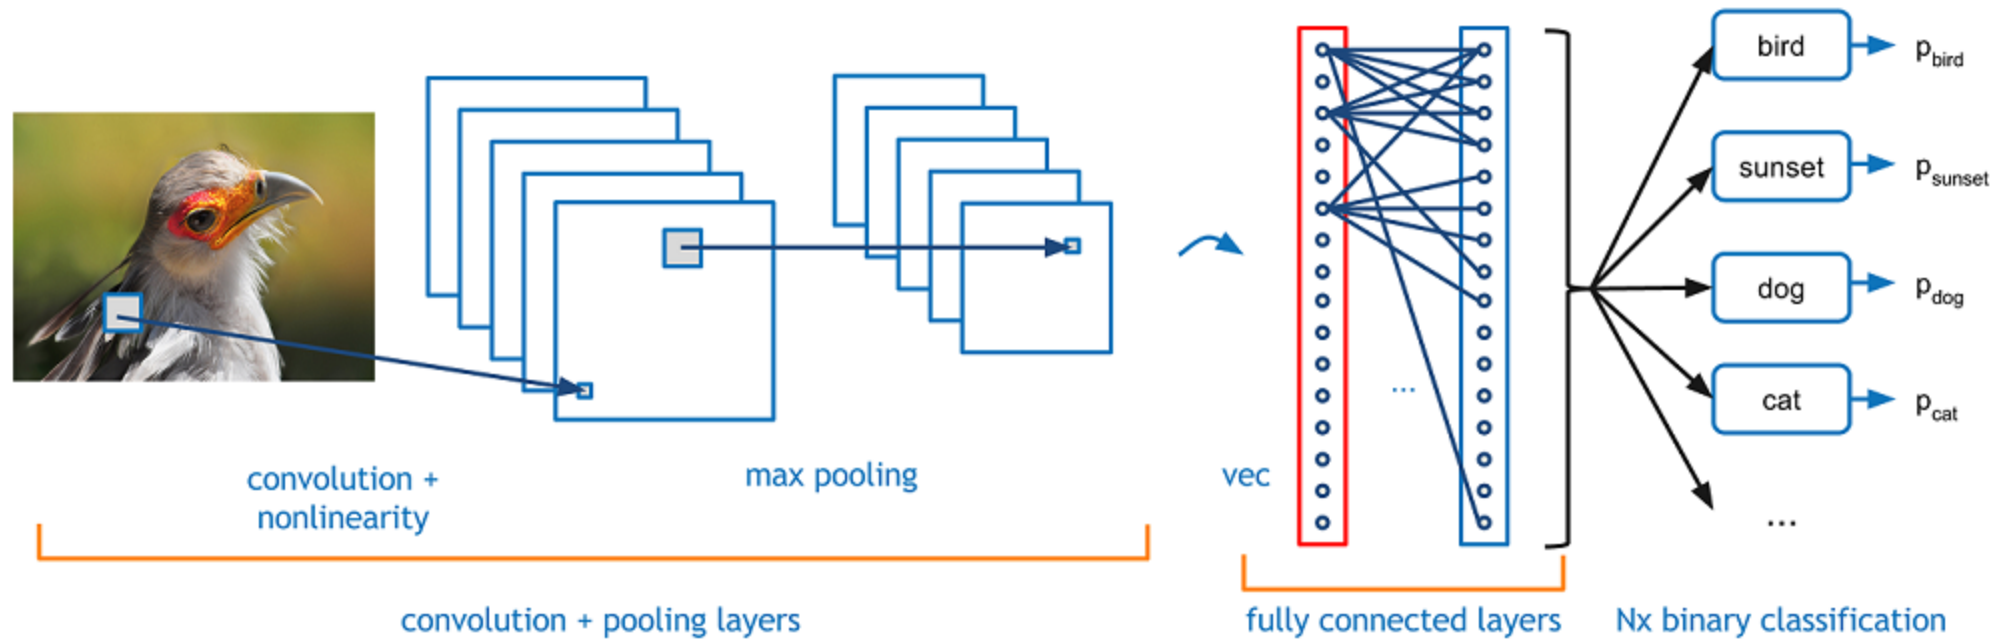 convolution +
nonlinearity
max pooling
convolution + pooling layers
vec
...
fully connected layers
bird
p_bird
sunset
p_sunset
dog
p_dog
cat
p_cat
...
Nx binary classification